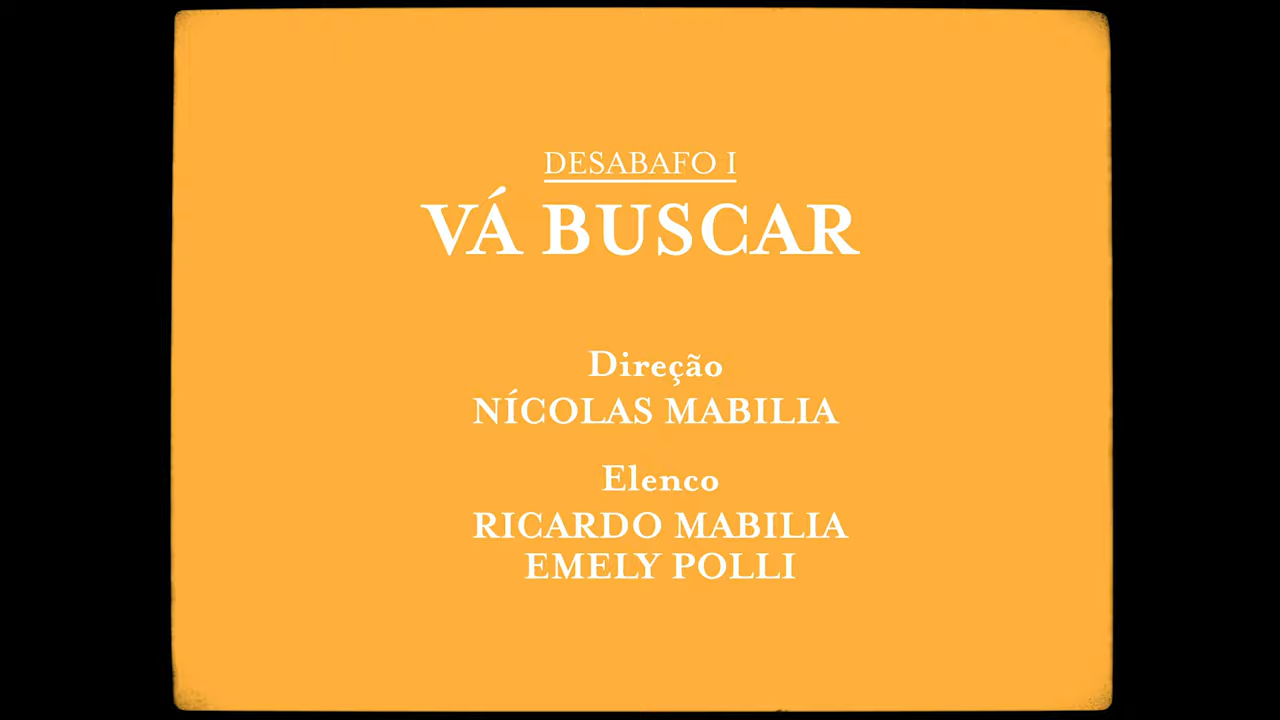 DESABAFO I
VÁ BUSCAR
Direção
NÍCOLAS MABILIA
Elenco
RICARDO MABILIA
EMELY POLLI